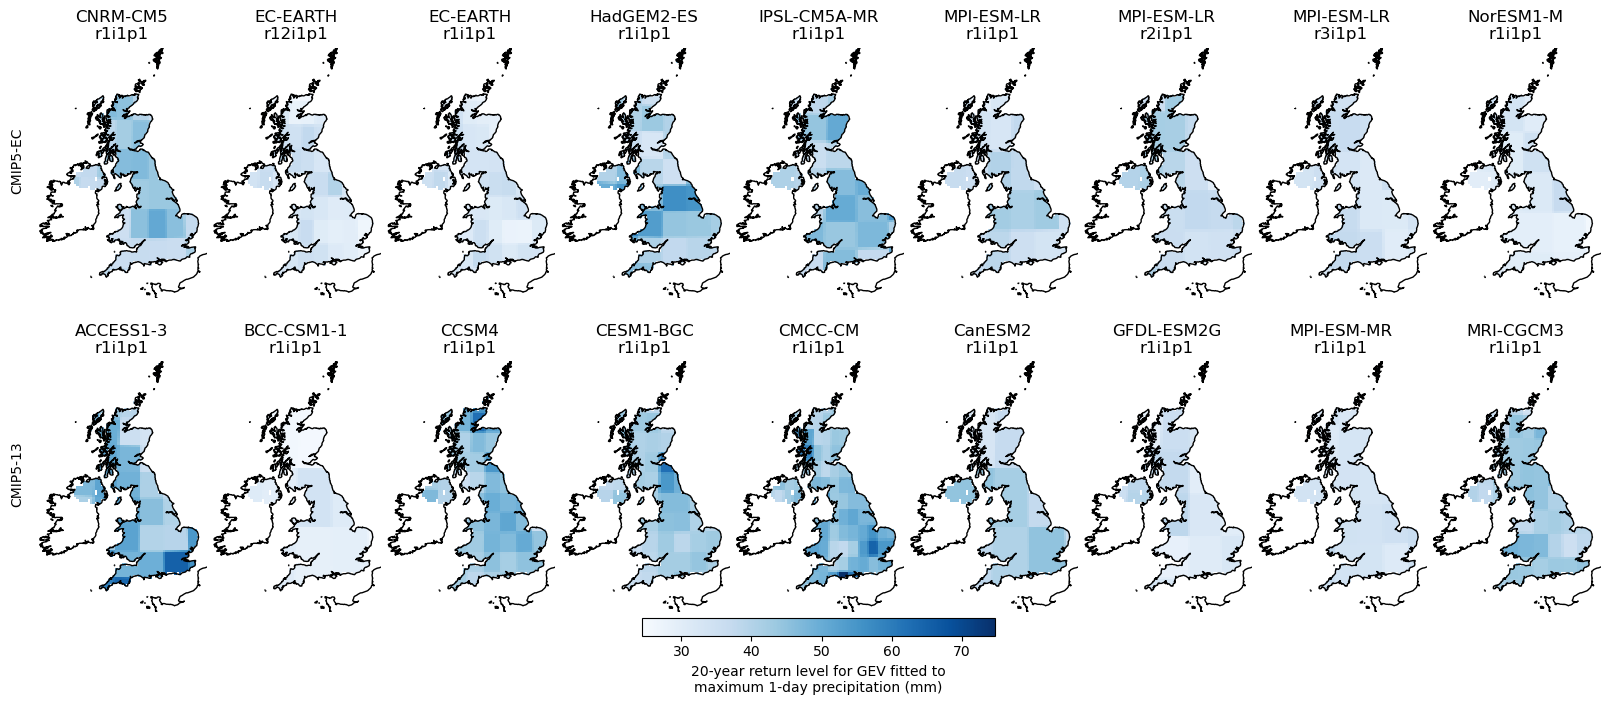 CNRM-CM5 EC-EARTH EC-EARTH HadGEM2-ES IPSL-CM5A-MR MPI-ESM-LR MPI-ESM-LR MPI-ESM-LR NorESM1-M
r1i1p1 r12i1p1 r1i1p1 r1i1p1 r1i1p1 r1i1p1 r2i1p1 r3i1p1 r1i1p1
CMIP5-EC
ACCESS1-3 BCC-CSM1-1 CCSM4 CESM1-BGC CMCC-CM CanESM2 GFDL-ESM2G MPI-ESM-MR MRI-CGCM3
r1i1p1 r1i1p1 r1i1p1 r1i1p1 r1i1p1 r1i1p1 r1i1p1 r1i1p1 r1i1p1
CMIP5-13
30 40 50 60 70
20-year return level for GEV fitted to
maximum 1-day precipitation (mm)